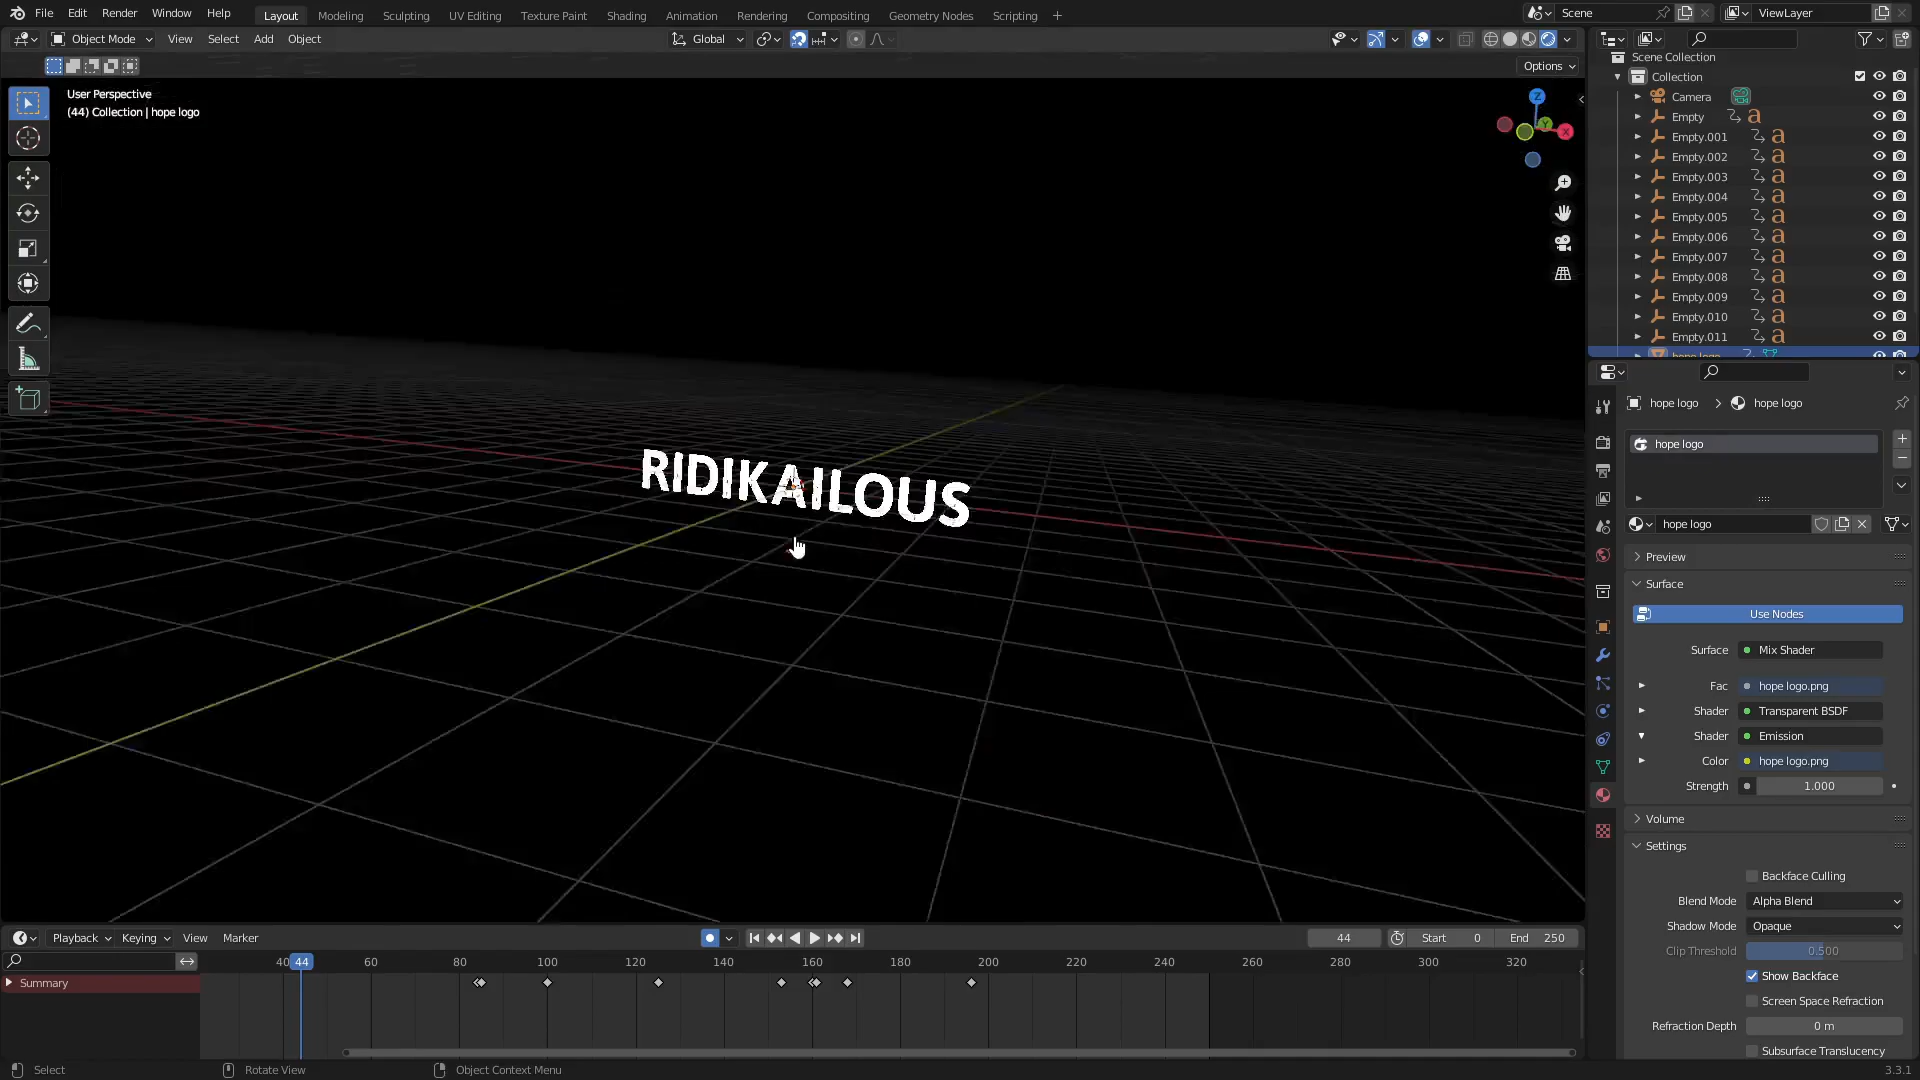 File Edit Render Window Help Layout Modeling Sculpting UV Editing Texture Paint Shading Animation Rendering Compositing Geometry Nodes Scripting + Scene ViewLayer
Object Mode View Select Add Object Global
Options
User Perspective
(44) Collection | hope logo
Z
Y
X
RIDIKAILOUS
Scene Collection
Collection
Camera
Empty
Empty.001
Empty.002
Empty.003
Empty.004
Empty.005
Empty.006
Empty.007
Empty.008
Empty.009
Empty.010
Empty.011
hope logo
hope logo > hope logo
hope logo
hope logo
Preview
Surface
Use Nodes
Surface Mix Shader
Fac hope logo.png
Shader Transparent BSDF
Shader Emission
Color hope logo.png
Strength 1.000
Volume
Settings
Backface Culling
Blend Mode Alpha Blend
Shadow Mode Opaque
Clip Threshold 0.500
Show Backface
Screen Space Refraction
Refraction Depth 0 m
Subsurface Translucency
Playback Keying View Marker 44 Start 0 End 250
40 44 60 80 100 120 140 160 180 200 220 240 260 280 300 320
Summary
Select Rotate View Object Context Menu 3.3.1